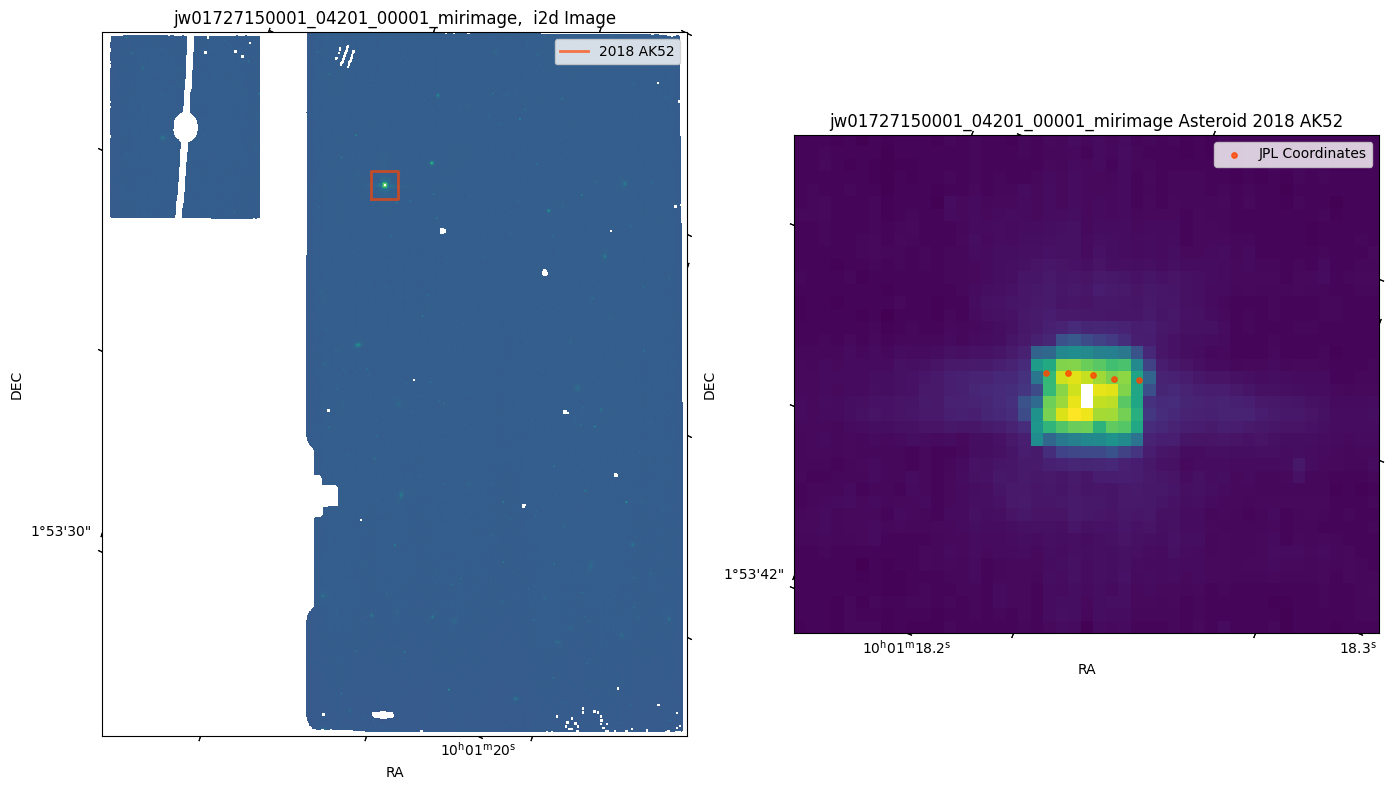 jw01727150001_04201_00001_mirimage, i2d Image
2018 AK52
DEC
1°53'30"
10ʰ01ᵐ20ˢ
RA
jw01727150001_04201_00001_mirimage Asteroid 2018 AK52
JPL Coordinates
DEC
1°53'42"
10ʰ01ᵐ18.2ˢ
18.3ˢ
RA